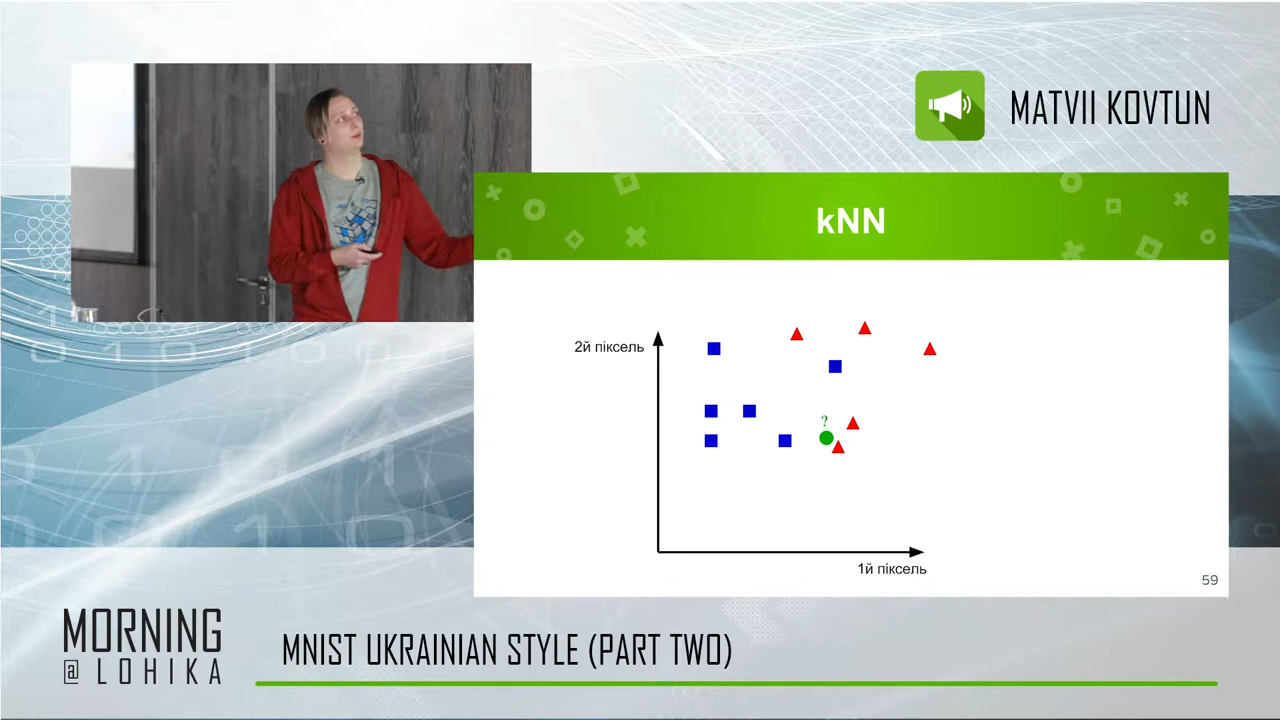 MATVII KOVTUN
kNN
2й піксель
?
1й піксель
59
MORNING
@ LOHIKA
MNIST UKRAINIAN STYLE (PART TWO)